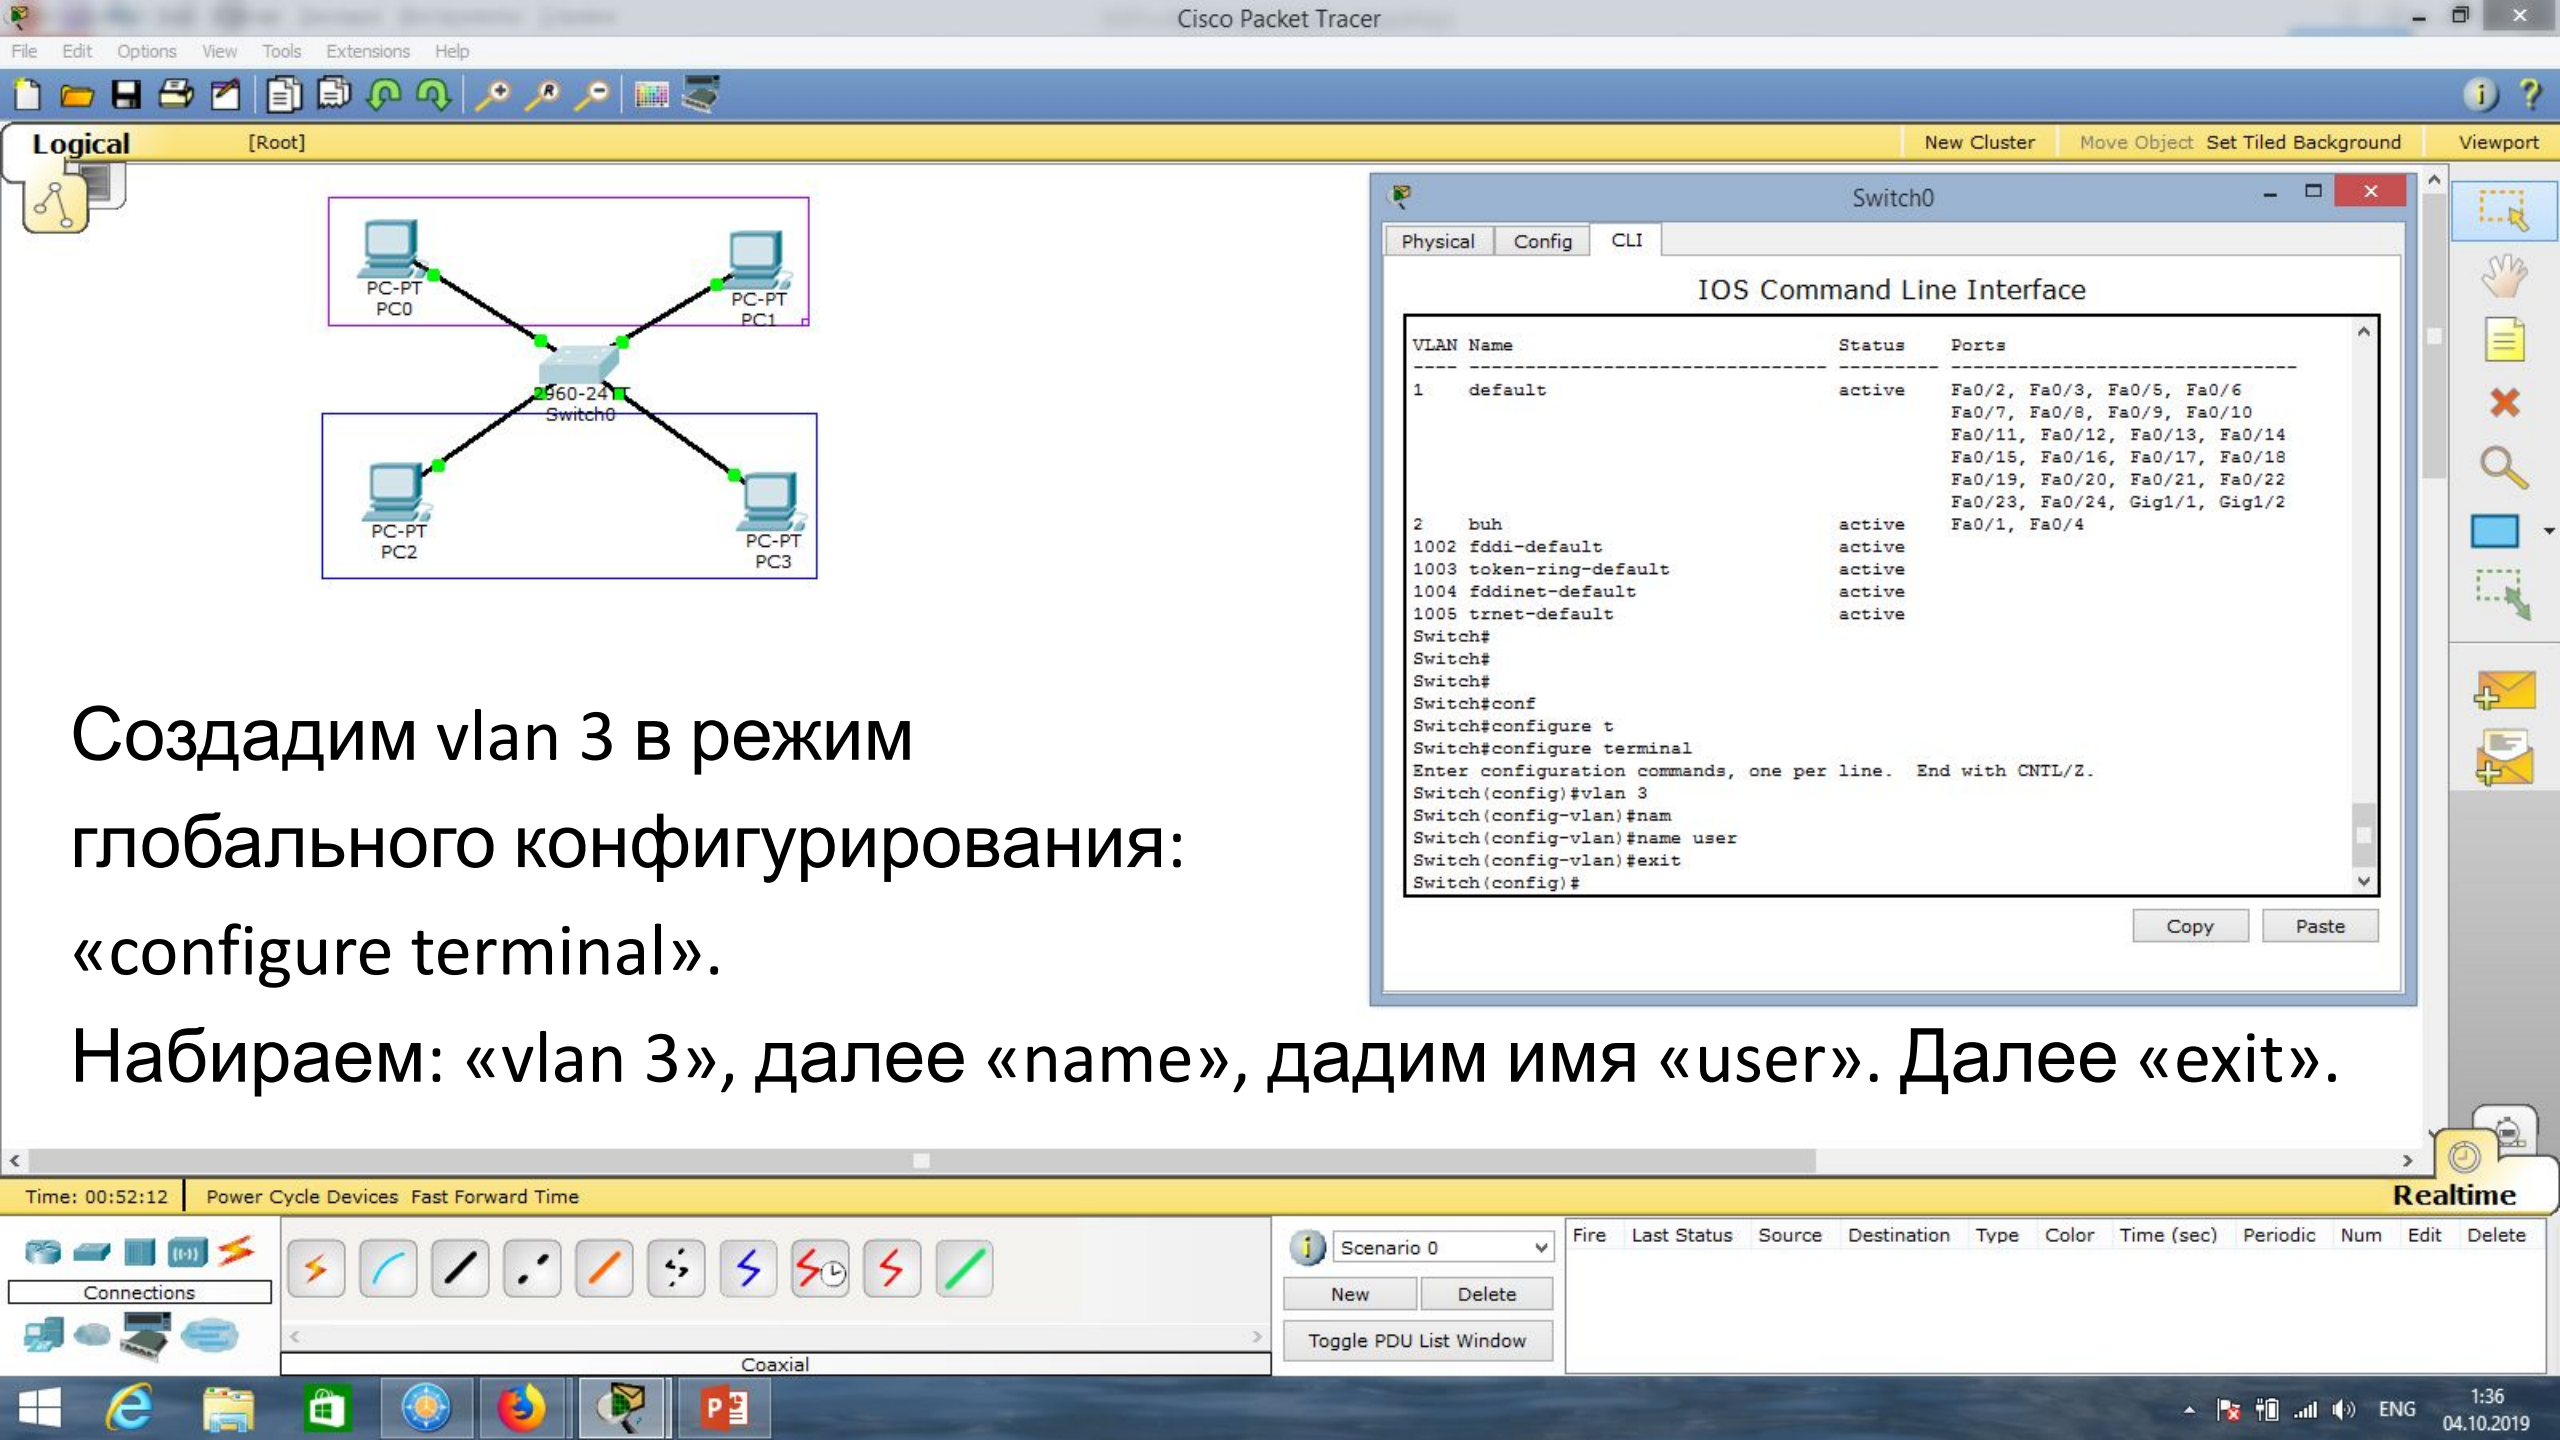 Cisco Packet Tracer
File Edit Options View Tools Extensions Help
Logical [Root] New Cluster Move Object Set Tiled Background Viewport
PC-PT
PC0
PC-PT
PC1
2960-24TT
Switch0
PC-PT
PC2
PC-PT
PC3
Switch0
Physical Config CLI
IOS Command Line Interface
VLAN Name Status Ports
---- -------------------------------- --------- -------------------------------
1 default active Fa0/2, Fa0/3, Fa0/5, Fa0/6
Fa0/7, Fa0/8, Fa0/9, Fa0/10
Fa0/11, Fa0/12, Fa0/13, Fa0/14
Fa0/15, Fa0/16, Fa0/17, Fa0/18
Fa0/19, Fa0/20, Fa0/21, Fa0/22
Fa0/23, Fa0/24, Gig1/1, Gig1/2
2 buh active Fa0/1, Fa0/4
1002 fddi-default active
1003 token-ring-default active
1004 fddinet-default active
1005 trnet-default active
Switch#
Switch#
Switch#
Switch#conf
Switch#configure t
Switch#configure terminal
Enter configuration commands, one per line. End with CNTL/Z.
Switch(config)#vlan 3
Switch(config-vlan)#nam
Switch(config-vlan)#name user
Switch(config-vlan)#exit
Switch(config)#
Copy Paste
Создадим vlan 3 в режим
глобального конфигурирования:
«configure terminal».
Набираем: «vlan 3», далее «name», дадим имя «user». Далее «exit».
Time: 00:52:12 Power Cycle Devices Fast Forward Time Realtime
Connections
Coaxial
Scenario 0
New Delete
Toggle PDU List Window
Fire Last Status Source Destination Type Color Time (sec) Periodic Num Edit Delete
ENG
1:36
04.10.2019